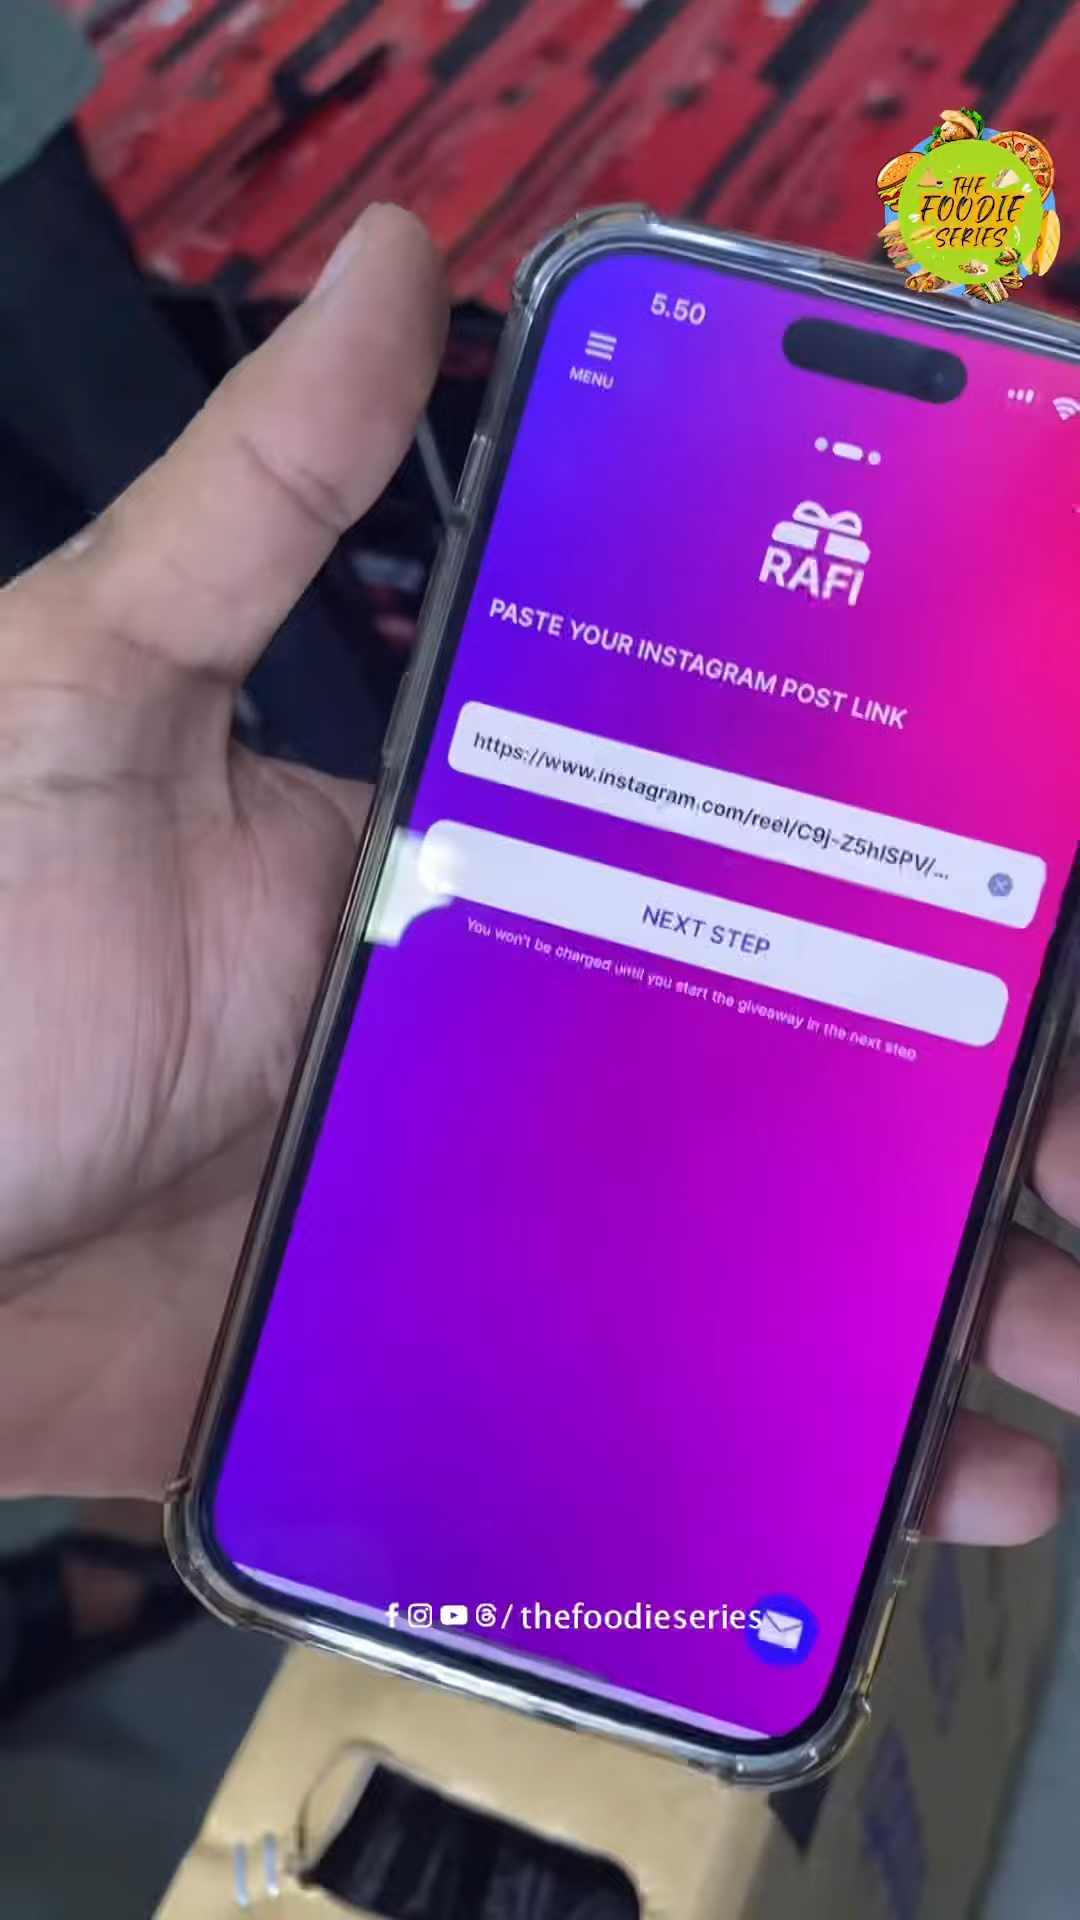 THE
FOODIE
SERIES
5.50
MENU
RAFI
PASTE YOUR INSTAGRAM POST LINK
https://www.instagram.com/reel/C9j-Z5hlSPV/...
NEXT STEP
You won't be charged until you start the giveaway in the next step
/ thefoodieseries